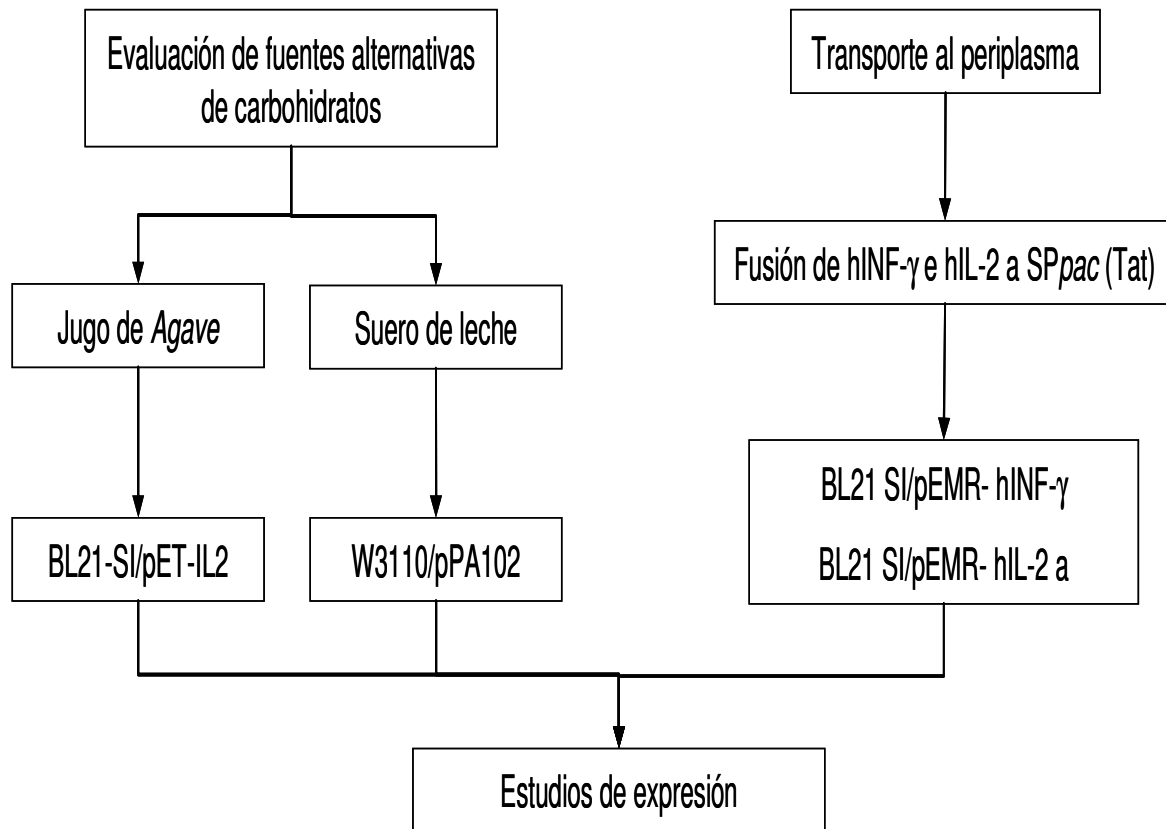 Evaluación de fuentes alternativas
de carbohidratos
Transporte al periplasma
Jugo de Agave
Suero de leche
Fusión de hINF-γ e hIL-2 a SPpac (Tat)
BL21-SI/pET-IL2
W3110/pPA102
BL21 SI/pEMR- hINF-γ
BL21 SI/pEMR- hIL-2 a
Estudios de expresión